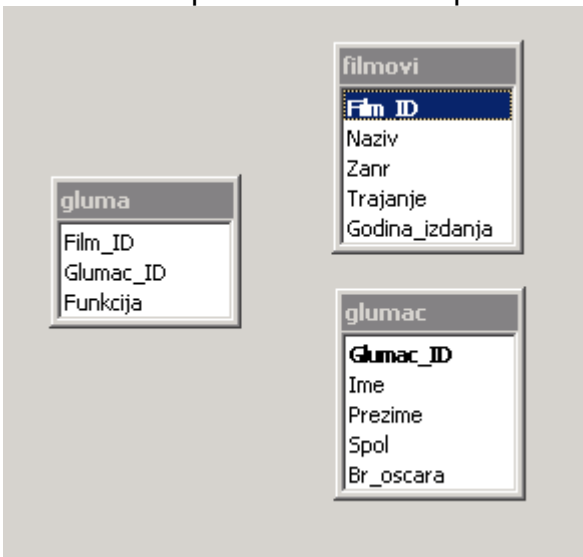 gluma
Film_ID
Glumac_ID
Funkcija
filmovi
Film_ID
Naziv
Zanr
Trajanje
Godina_izdanja
glumac
Glumac_ID
Ime
Prezime
Spol
Br_oscara